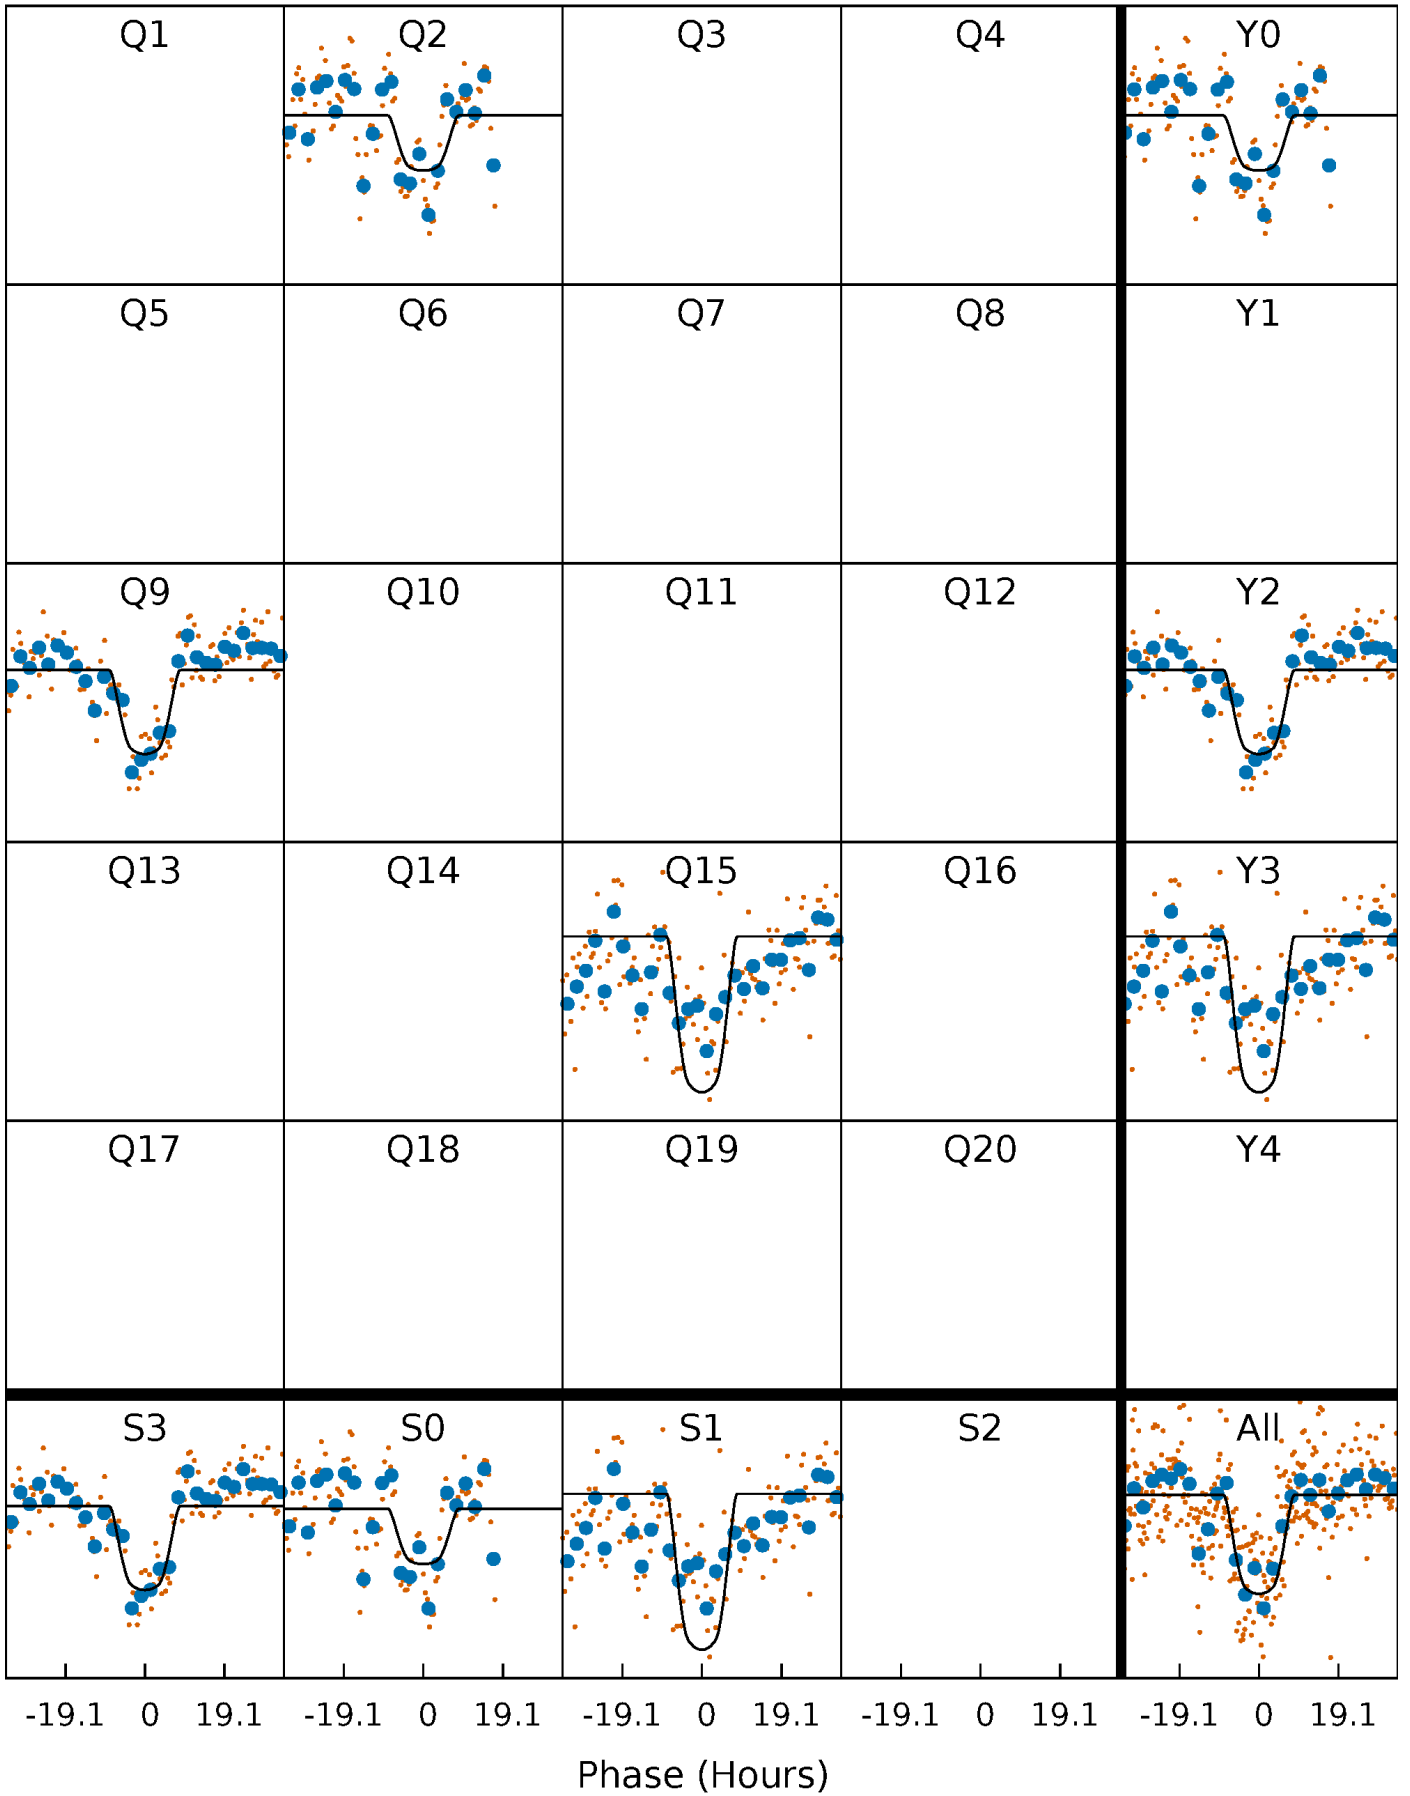 Q1 Q2 Q3 Q4 Y0
Q5 Q6 Q7 Q8 Y1
Q9 Q10 Q11 Q12 Y2
Q13 Q14 Q15 Q16 Y3
Q17 Q18 Q19 Q20 Y4
S3 S0 S1 S2 All
-19.1 0 19.1 -19.1 0 19.1 -19.1 0 19.1 -19.1 0 19.1 -19.1 0 19.1
Phase (Hours)